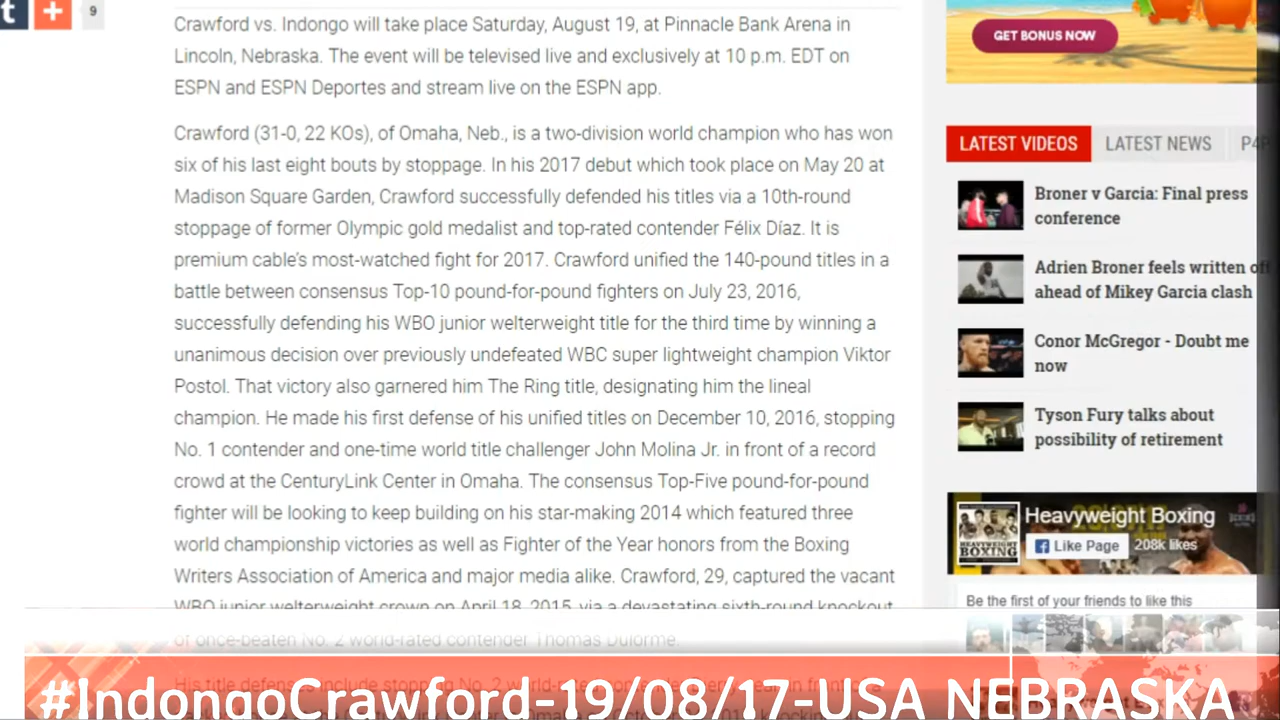 t
+
9
Crawford vs. Indongo will take place Saturday, August 19, at Pinnacle Bank Arena in
Lincoln, Nebraska. The event will be televised live and exclusively at 10 p.m. EDT on
ESPN and ESPN Deportes and stream live on the ESPN app.
Crawford (31-0, 22 KOs), of Omaha, Neb., is a two-division world champion who has won
six of his last eight bouts by stoppage. In his 2017 debut which took place on May 20 at
Madison Square Garden, Crawford successfully defended his titles via a 10th-round
stoppage of former Olympic gold medalist and top-rated contender Félix Díaz. It is
premium cable's most-watched fight for 2017. Crawford unified the 140-pound titles in a
battle between consensus Top-10 pound-for-pound fighters on July 23, 2016,
successfully defending his WBO junior welterweight title for the third time by winning a
unanimous decision over previously undefeated WBC super lightweight champion Viktor
Postol. That victory also garnered him The Ring title, designating him the lineal
champion. He made his first defense of his unified titles on December 10, 2016, stopping
No. 1 contender and one-time world title challenger John Molina Jr. in front of a record
crowd at the CenturyLink Center in Omaha. The consensus Top-Five pound-for-pound
fighter will be looking to keep building on his star-making 2014 which featured three
world championship victories as well as Fighter of the Year honors from the Boxing
Writers Association of America and major media alike. Crawford, 29, captured the vacant
WBO junior welterweight crown on April 18, 2015, via a devastating sixth-round knockout
of once-beaten No. 2 world-rated contender Thomas Dulorme.
His title defenses include stopping No. 2 world-rated
GET BONUS NOW
LATEST VIDEOS
LATEST NEWS
P4P
Broner v Garcia: Final press
conference
Adrien Broner feels written off
ahead of Mikey Garcia clash
Conor McGregor - Doubt me
now
Tyson Fury talks about
possibility of retirement
HEAVYWEIGHT
BOXING
Heavyweight Boxing
Like Page
208k likes
Be the first of your friends to like this
#IndongoCrawford-19/08/17-USA NEBRASKA